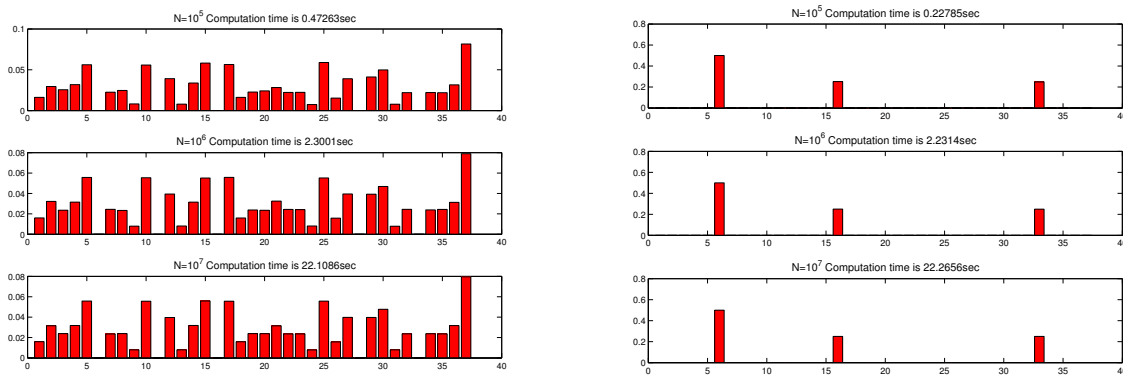 N=10^5 Computation time is 0.47263sec
0.1
0.05
0
0 5 10 15 20 25 30 35 40
N=10^6 Computation time is 2.3001sec
0.08
0.06
0.04
0.02
0
0 5 10 15 20 25 30 35 40
N=10^7 Computation time is 22.1086sec
0.08
0.06
0.04
0.02
0
0 5 10 15 20 25 30 35 40
N=10^5 Computation time is 0.22785sec
0.8
0.6
0.4
0.2
0
0 5 10 15 20 25 30 35 40
N=10^6 Computation time is 2.2314sec
0.8
0.6
0.4
0.2
0
0 5 10 15 20 25 30 35 40
N=10^7 Computation time is 22.2656sec
0.8
0.6
0.4
0.2
0
0 5 10 15 20 25 30 35 40